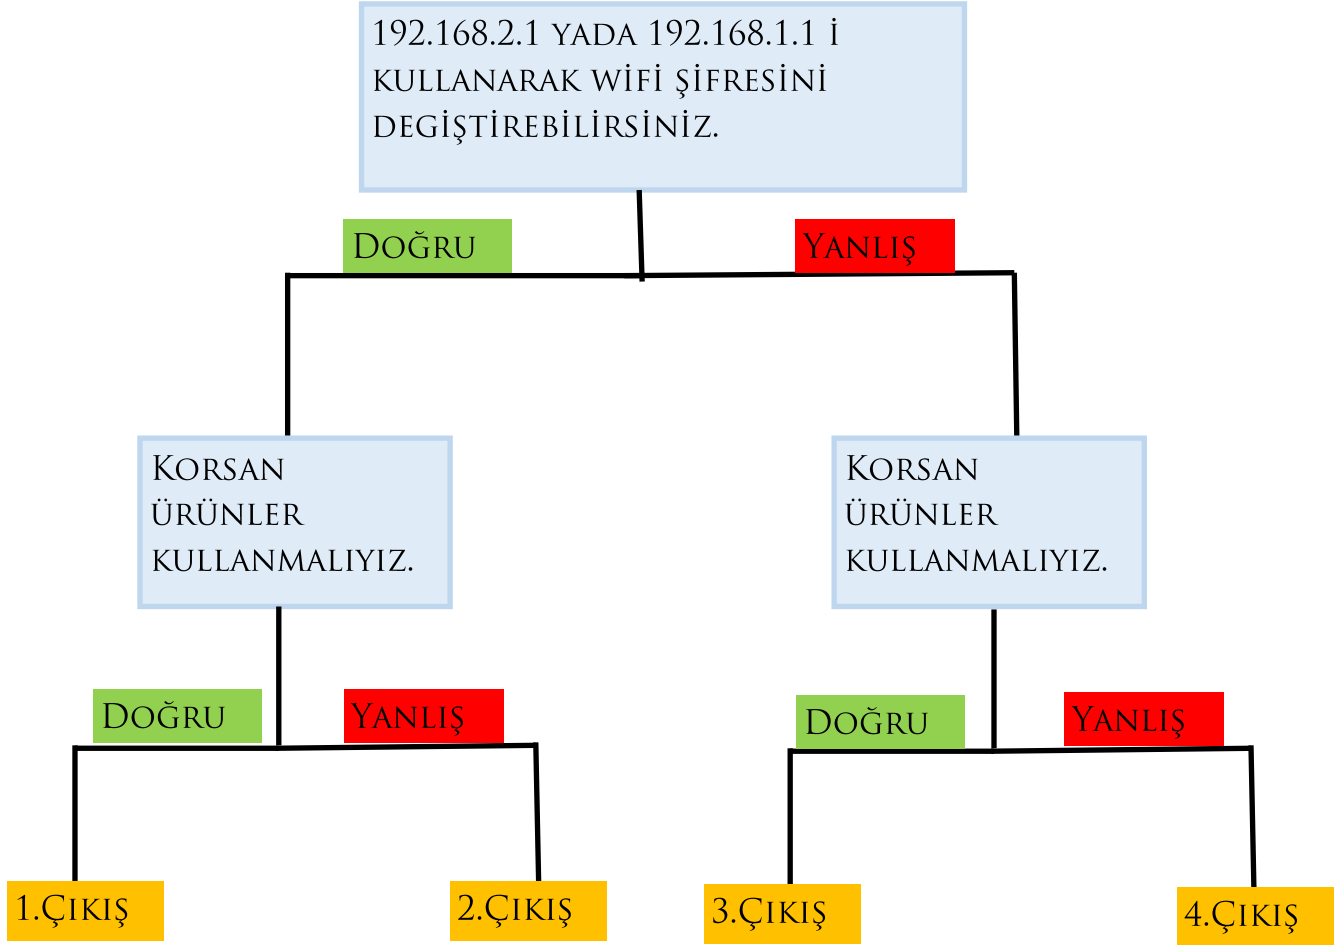 192.168.2.1 yada 192.168.1.1 i
kullanarak wifi şifresini
degiştirebilirsiniz.
Doğru
Yanlış
Korsan
ürünler
kullanmalıyız.
Korsan
ürünler
kullanmalıyız.
Doğru
Yanlış
Doğru
Yanlış
1.Çıkış
2.Çıkış
3.Çıkış
4.Çıkış